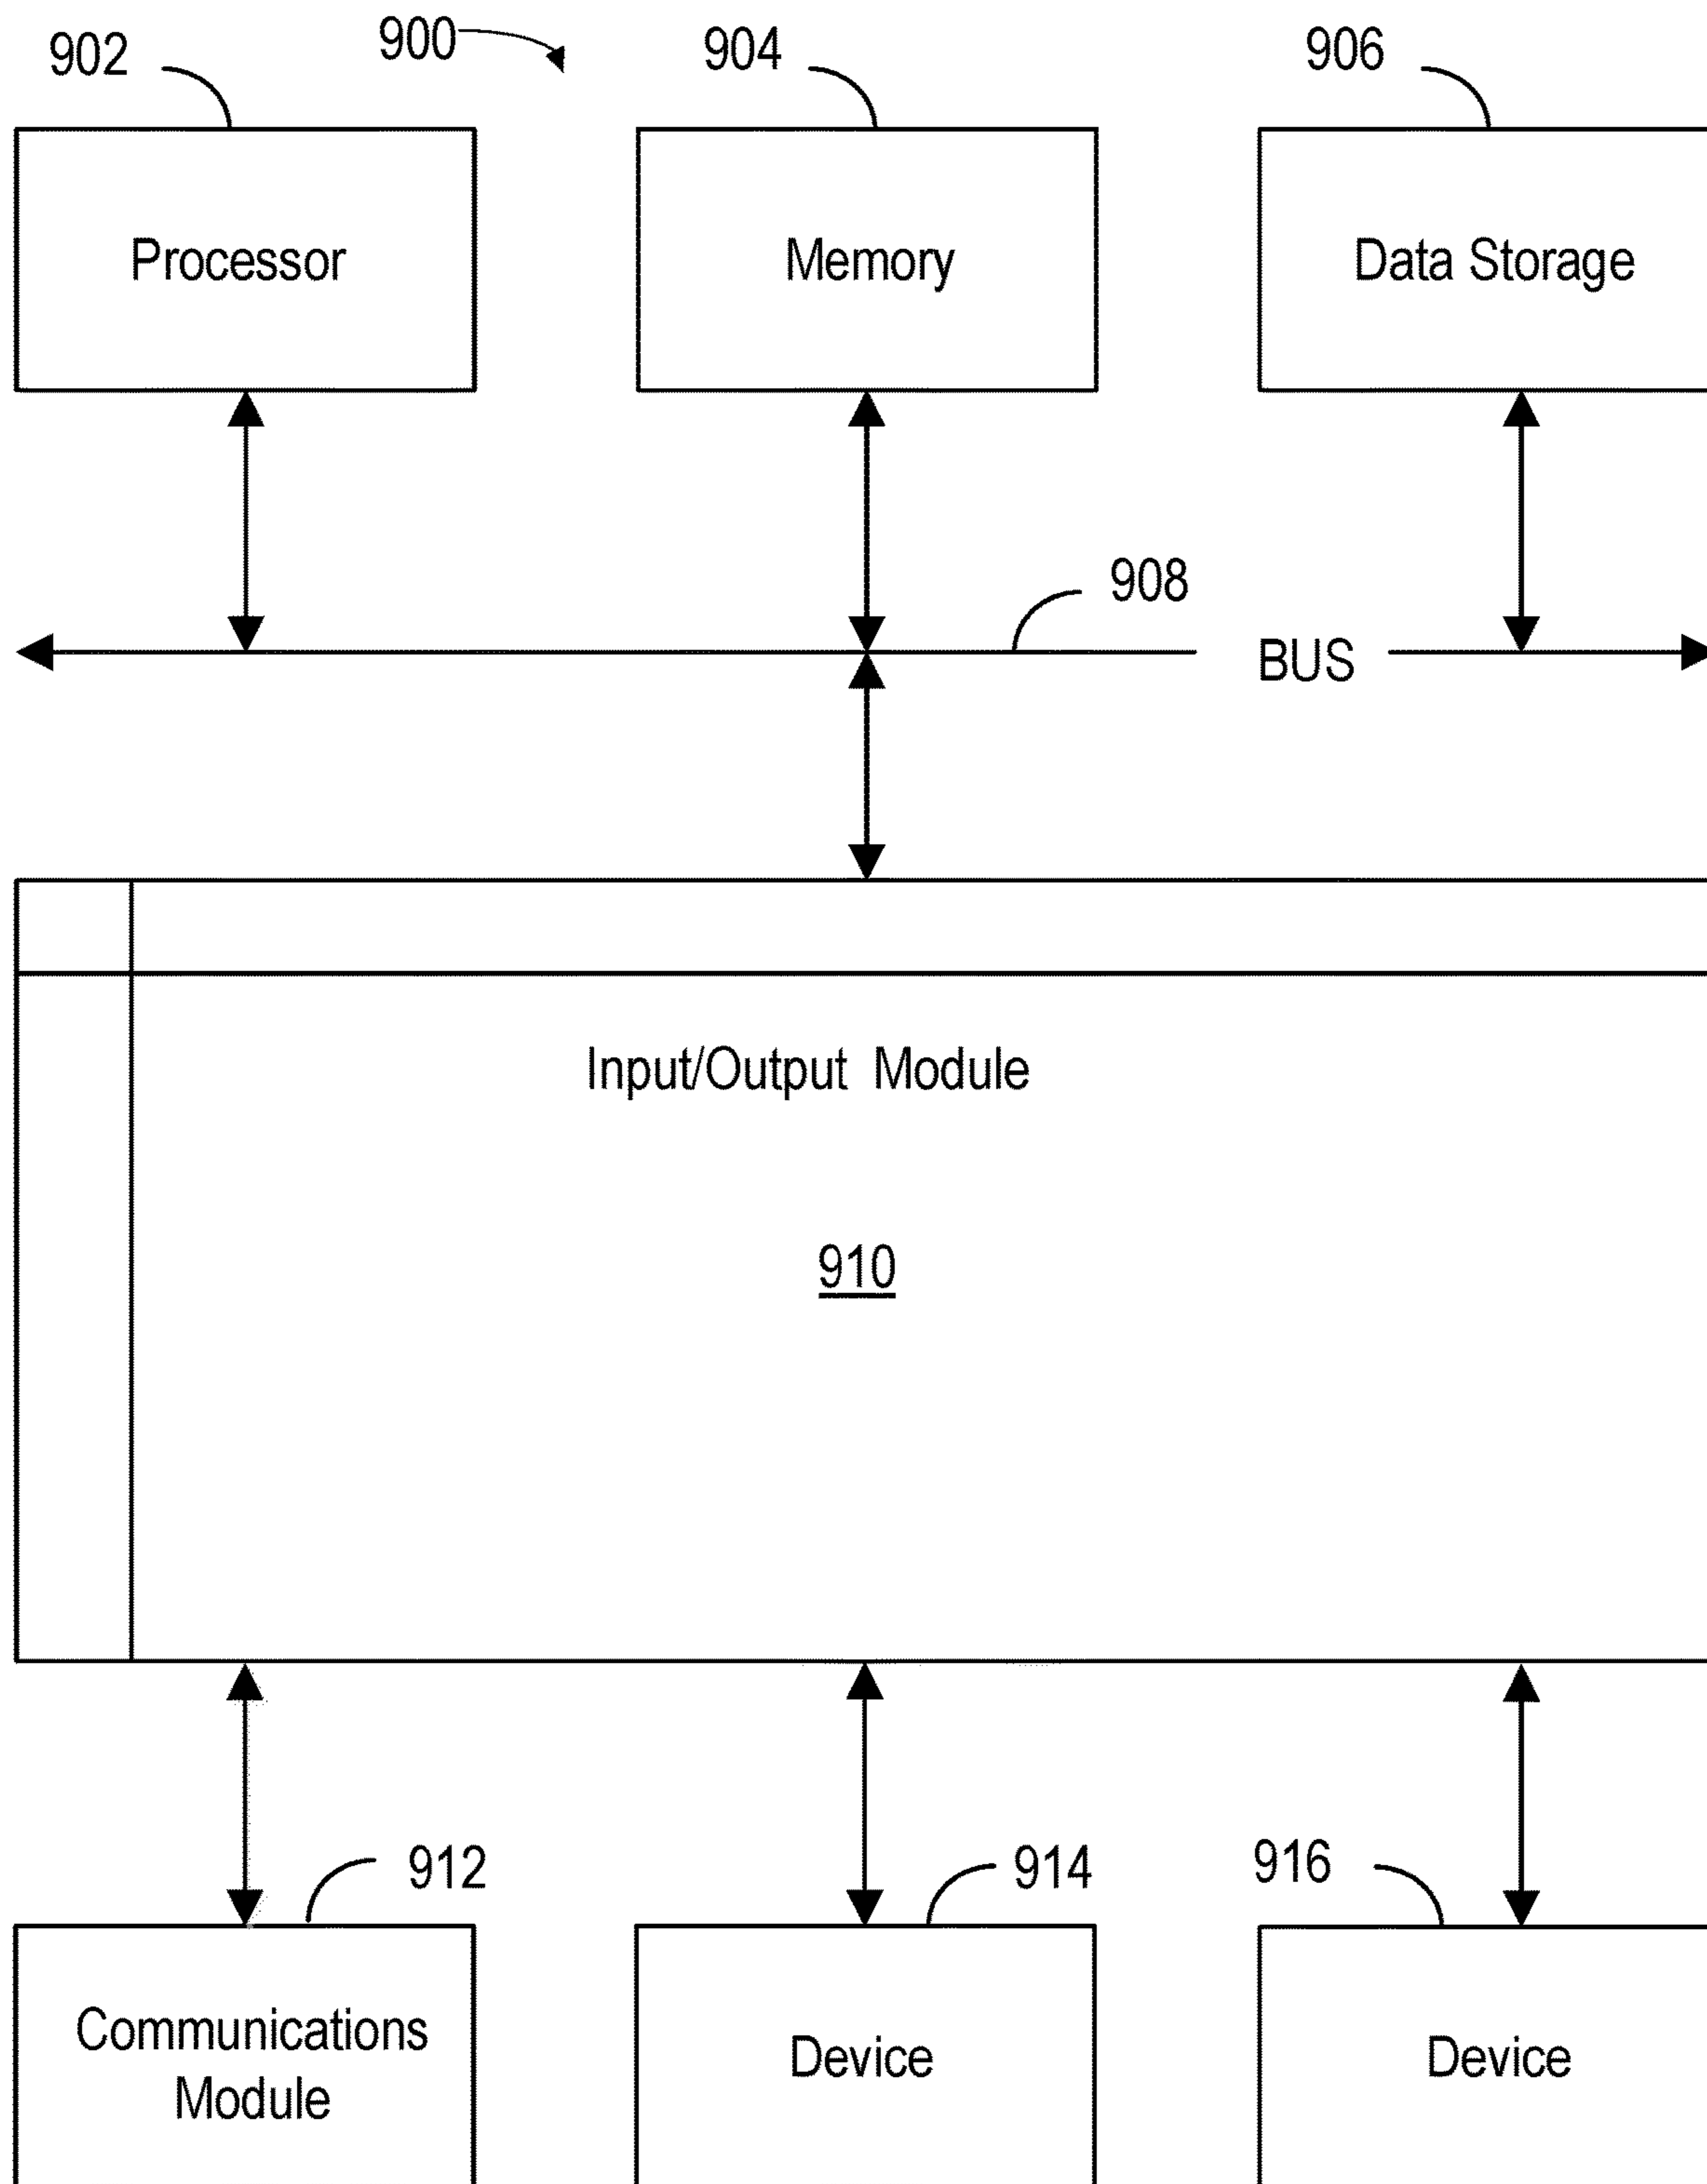 902
900
904
906
Processor
Memory
Data Storage
908
BUS
Input/Output Module
910
912
914
916
Communications
Module
Device
Device